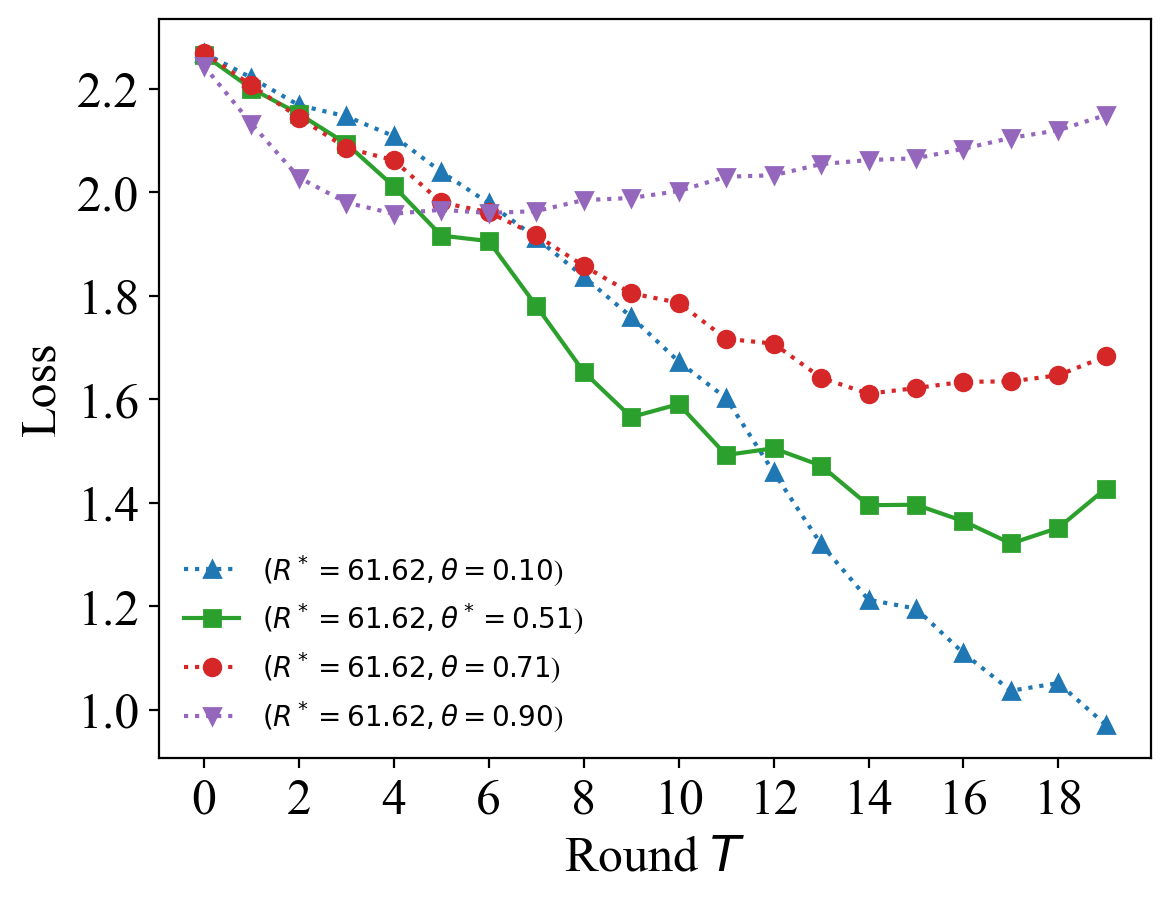 2.2
2.0
1.8
1.6
1.4
1.2
1.0
Loss
(R* = 61.62, θ = 0.10)
(R* = 61.62, θ* = 0.51)
(R* = 61.62, θ = 0.71)
(R* = 61.62, θ = 0.90)
0 2 4 6 8 10 12 14 16 18
Round T